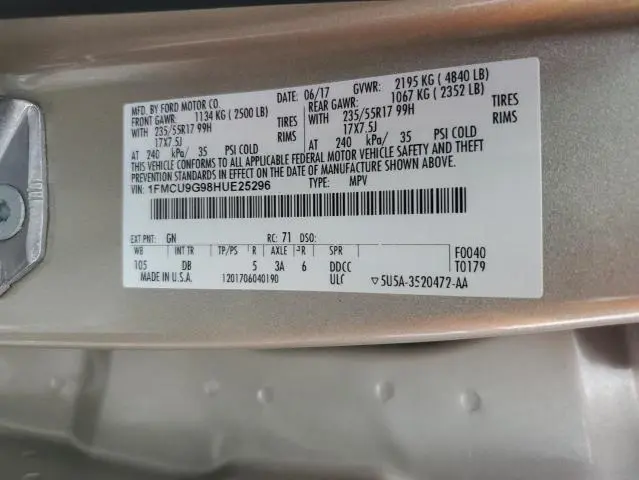 MFD. BY FORD MOTOR CO. DATE: 06/17 GVWR: 2195 KG ( 4840 LB)
FRONT GAWR: 1134 KG ( 2500 LB) REAR GAWR: 1067 KG ( 2352 LB)
WITH 235/55R17 99H TIRES WITH 235/55R17 99H TIRES
17X7.5J RIMS 17X7.5J RIMS
AT 240 kPa/ 35 PSI COLD AT 240 kPa/ 35 PSI COLD
THIS VEHICLE CONFORMS TO ALL APPLICABLE FEDERAL MOTOR VEHICLE SAFETY AND THEFT
PREVENTION STANDARDS IN EFFECT ON THE DATE OF MANUFACTURE SHOWN ABOVE.
VIN: 1FMCU9G98HUE25296 TYPE: MPV
EXT PNT: GN RC: 71 DSO: F0040
WB INT TR TP/PS R AXLE R SPR T0179
105 DB 5 3A 6 DDCC
MADE IN U.S.A. 1201706040190 ULC 5U5A-3520472-AA